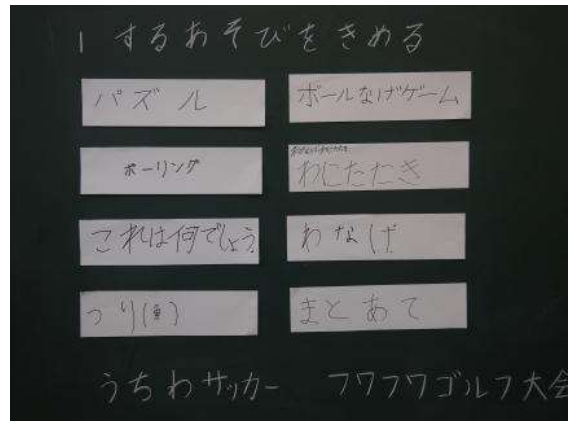 1 するあそびをきめる
パズル
ボールなげゲーム
ボーリング
わにたたき
これは何でしょう
わなげ
つり(魚)
まとあて
うちわサッカー フワフワゴルフ大会